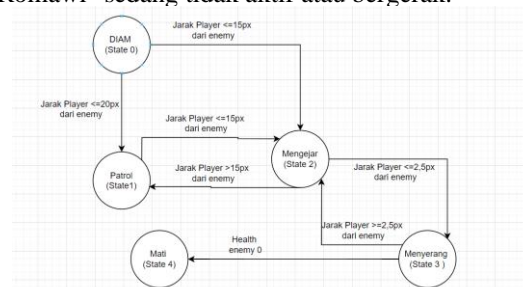 Romawi" sedang tidak aktif atau bergerak.
DIAM
(State 0)
Jarak Player <=15px
dari enemy
Jarak Player <=20px
dari enemy
Jarak Player <=15px
dari enemy
Mengejar
(State 2)
Jarak Player >15px
dari enemy
Jarak Player <=2,5px
dari enemy
Patrol
(State1)
Jarak Player >=2,5px
dari enemy
Health
enemy 0
Mati
(State 4)
Menyerang
(State 3 )